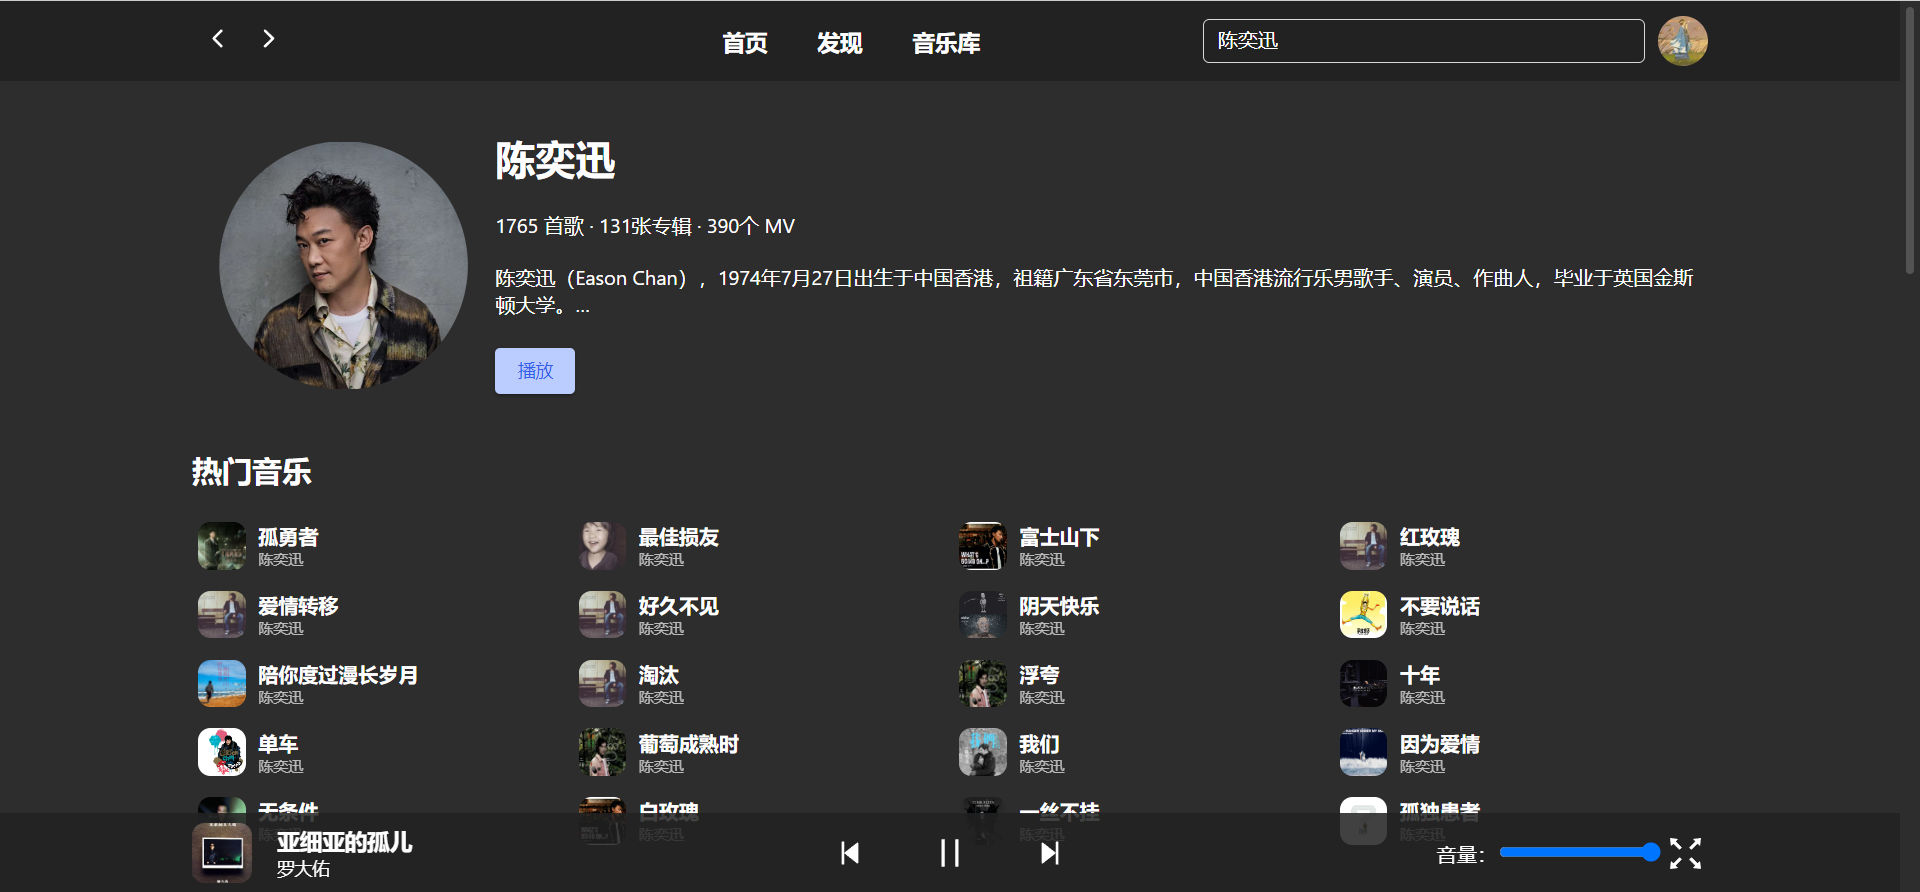 首页
发现
音乐库
陈奕迅
陈奕迅
1765 首歌 · 131张专辑 · 390个 MV
陈奕迅（Eason Chan），1974年7月27日出生于中国香港，祖籍广东省东莞市，中国香港流行乐男歌手、演员、作曲人，毕业于英国金斯
顿大学。...
播放
热门音乐
孤勇者
陈奕迅
最佳损友
陈奕迅
富士山下
陈奕迅
红玫瑰
陈奕迅
爱情转移
陈奕迅
好久不见
陈奕迅
阴天快乐
陈奕迅
不要说话
陈奕迅
陪你度过漫长岁月
陈奕迅
淘汰
陈奕迅
浮夸
陈奕迅
十年
陈奕迅
单车
陈奕迅
葡萄成熟时
陈奕迅
我们
陈奕迅
因为爱情
陈奕迅
无条件
陈奕迅
白玫瑰
陈奕迅
一丝不挂
陈奕迅
孤独患者
陈奕迅
亚细亚的孤儿
罗大佑
音量：